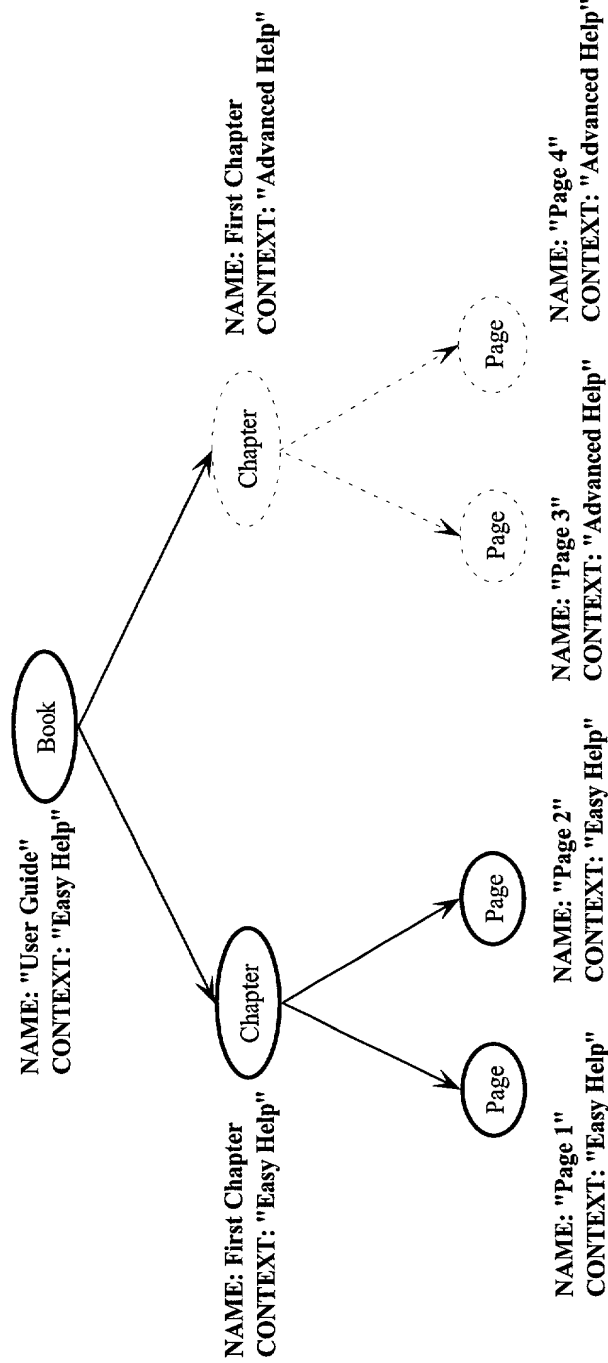 NAME: "User Guide"
CONTEXT: "Easy Help"
Book
NAME: First Chapter
CONTEXT: "Easy Help"
Chapter
Chapter
NAME: First Chapter
CONTEXT: "Advanced Help"
Page
Page
Page
Page
NAME: "Page 1"
CONTEXT: "Easy Help"
NAME: "Page 2"
CONTEXT: "Easy Help"
NAME: "Page 3"
CONTEXT: "Advanced Help"
NAME: "Page 4"
CONTEXT: "Advanced Help"